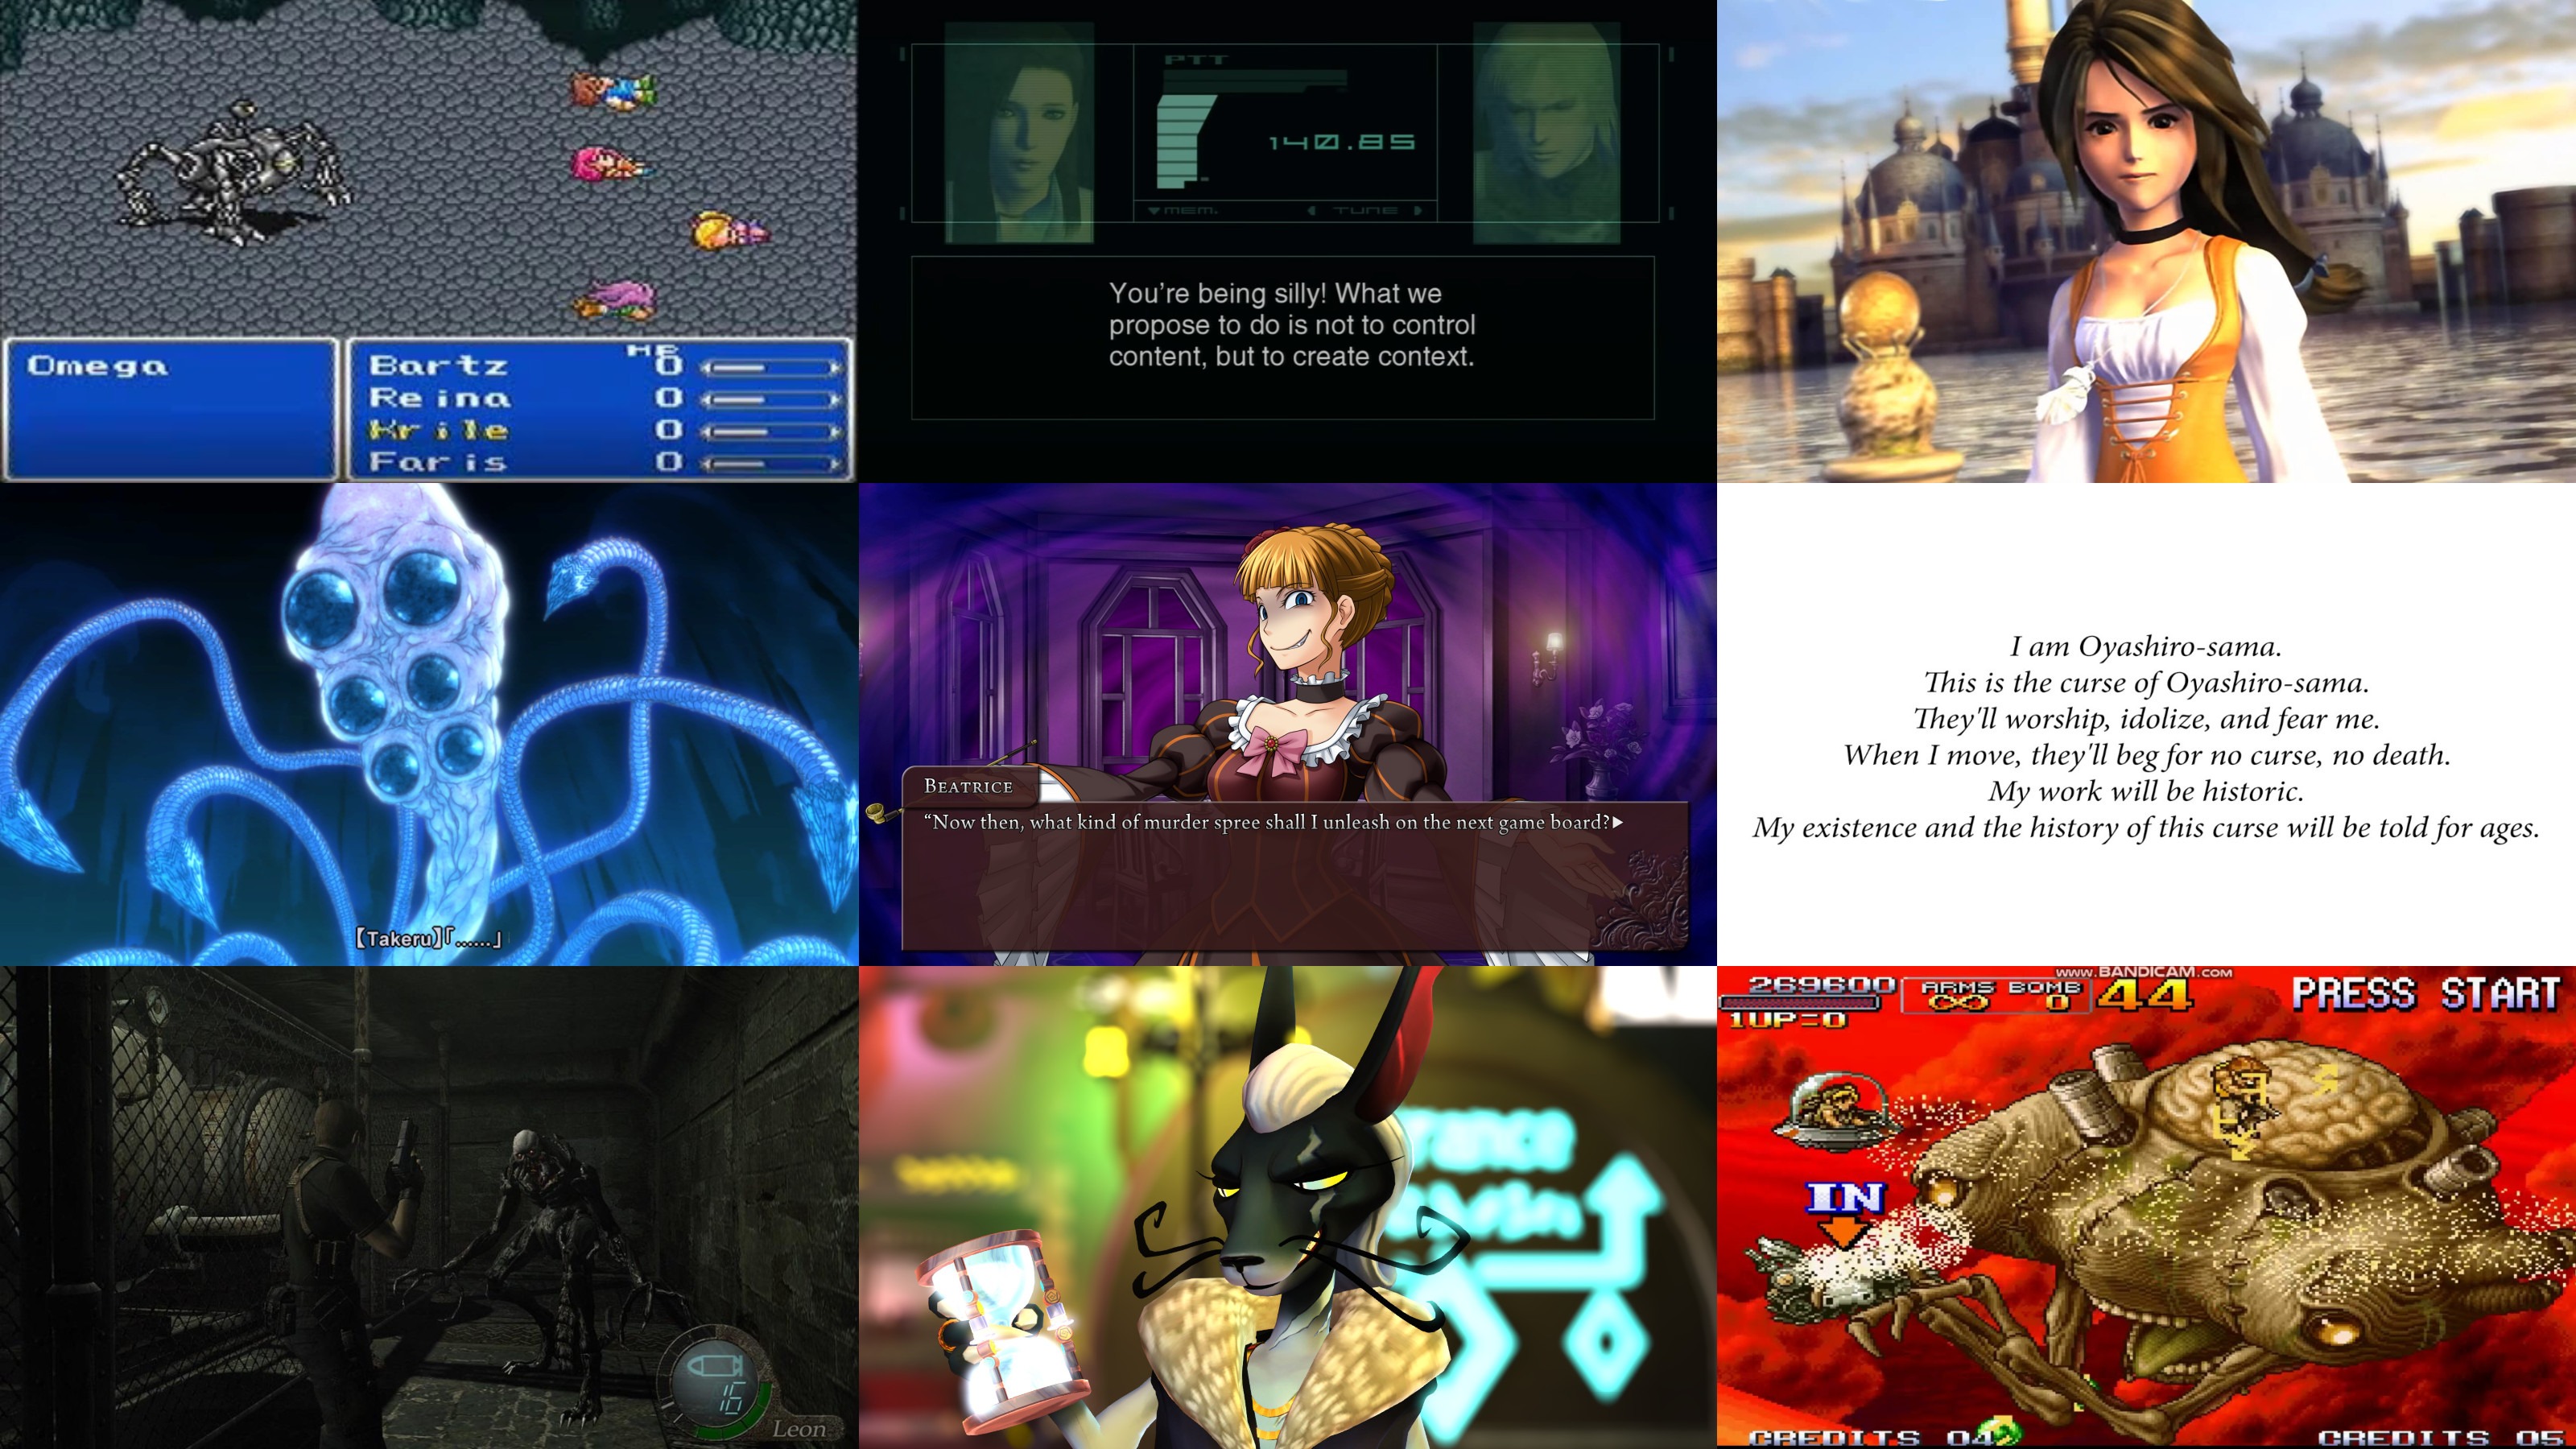 Omega
HP
Bartz 0
Reina 0
Krile 0
Faris 0
PTT
140.85
MEM.
TUNE
You're being silly! What we
propose to do is not to control
content, but to create context.
【Takeru】「......」
BEATRICE
“Now then, what kind of murder spree shall I unleash on the next game board?
I am Oyashiro-sama.
This is the curse of Oyashiro-sama.
They'll worship, idolize, and fear me.
When I move, they'll beg for no curse, no death.
My work will be historic.
My existence and the history of this curse will be told for ages.
16
Leon
www.BANDICAM.com
269600 ARMS BOMB 44 PRESS START
∞ 0
1UP=0
IN
CREDITS 04
CREDITS 05